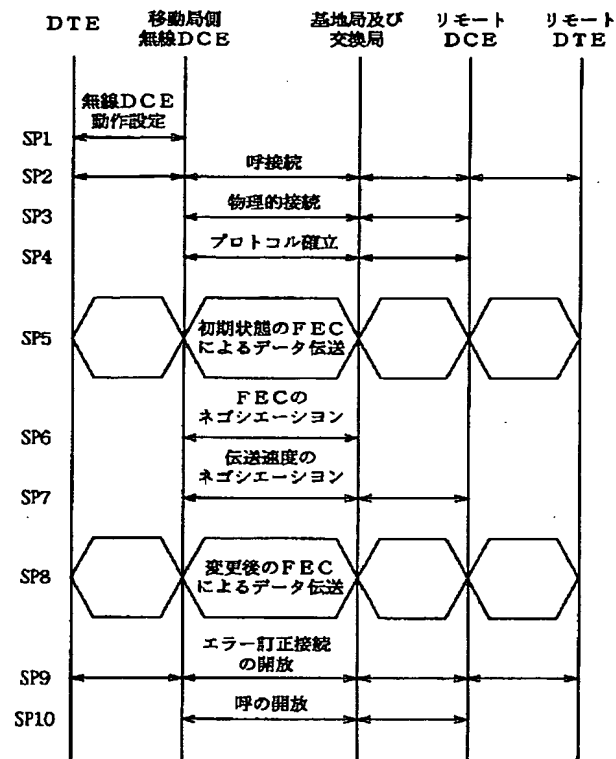 DTE
移動局側
無線DCE
基地局及び
交換局
リモート
DCE
リモート
DTE
無線DCE
動作設定
SP1
SP2
呼接続
SP3
物理的接続
SP4
プロトコル確立
SP5
初期状態のFEC
によるデータ伝送
FECの
ネゴシエーション
SP6
伝送速度の
ネゴシエーション
SP7
SP8
変更後のFEC
によるデータ伝送
エラー訂正接続
の開放
SP9
呼の開放
SP10